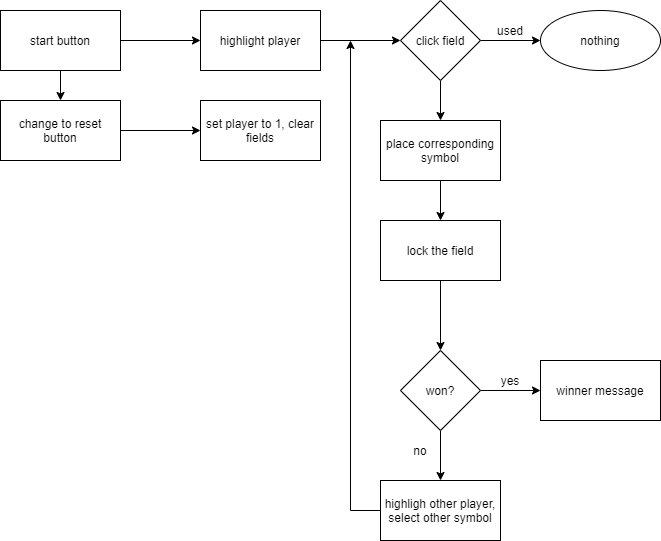 start button
highlight player
click field
used
nothing
change to reset
button
set player to 1, clear
fields
place corresponding
symbol
lock the field
won?
yes
winner message
no
highligh other player,
select other symbol